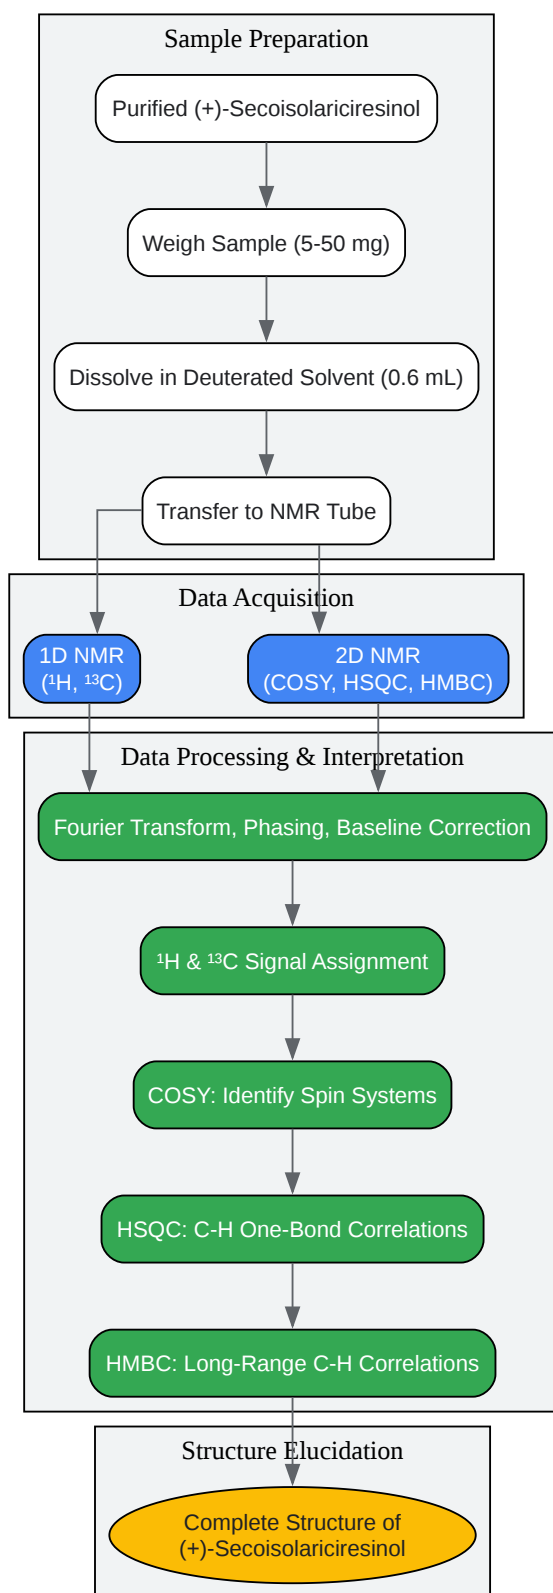 Sample Preparation
Purified (+)-Secoisolariciresinol
Weigh Sample (5-50 mg)
Dissolve in Deuterated Solvent (0.6 mL)
Transfer to NMR Tube
Data Acquisition
1D NMR
(¹H, ¹³C)
2D NMR
(COSY, HSQC, HMBC)
Data Processing & Interpretation
Fourier Transform, Phasing, Baseline Correction
¹H & ¹³C Signal Assignment
COSY: Identify Spin Systems
HSQC: C-H One-Bond Correlations
HMBC: Long-Range C-H Correlations
Structure Elucidation
Complete Structure of
(+)-Secoisolariciresinol